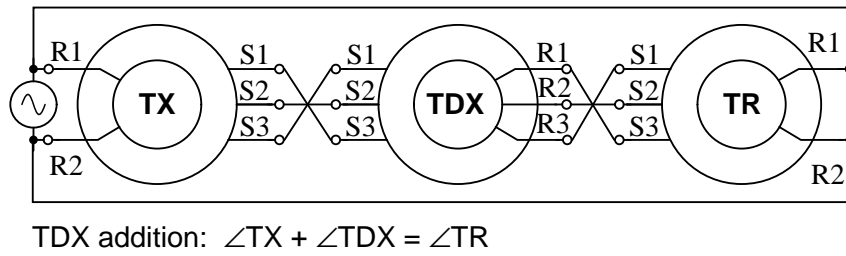 R1 S1 S1 R1 S1 R1
TX S2 S2 TDX R2 S2 TR
S3 S3 R3 S3
R2 R2
TDX addition: ∠TX + ∠TDX = ∠TR